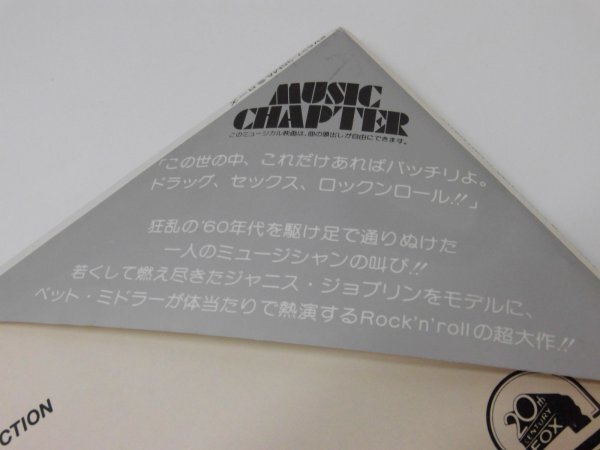 MUSIC
CHAPTER
このミュージカル映画は、曲の頭出しが自由にできます。
「この世の中、これだけあればバッチリよ。
ドラッグ、セックス、ロックンロール!!」
狂乱の'60年代を駆け足で通りぬけた
一人のミュージシャンの叫び!!
若くして燃え尽きたジャニス・ジョプリンをモデルに、
ベット・ミドラーが体当たりで熱演するRock'n'rollの超大作!!
CTION
20th
CENTURY
FOX